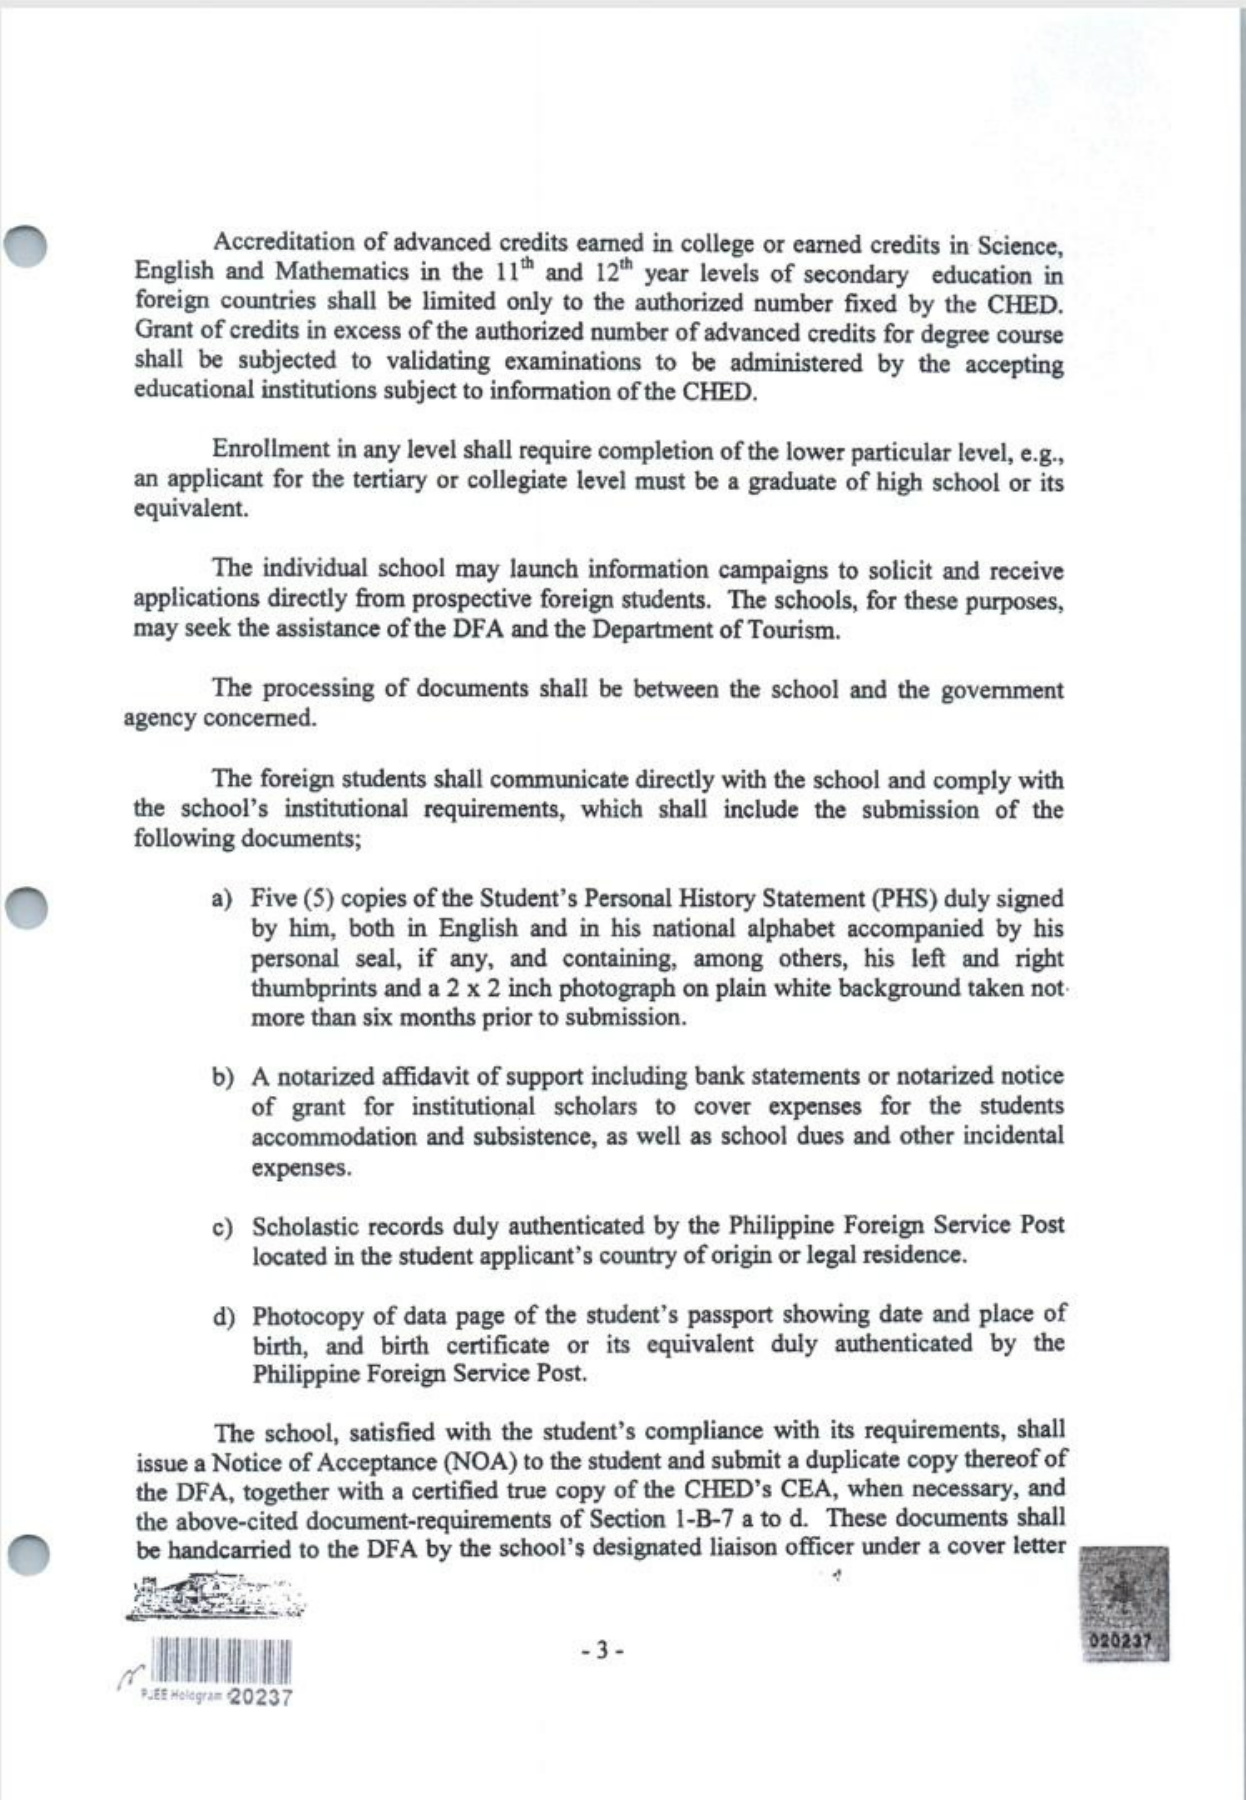 Accreditation of advanced credits earned in college or earned credits in Science,
English and Mathematics in the 11th and 12th year levels of secondary education in
foreign countries shall be limited only to the authorized number fixed by the CHED.
Grant of credits in excess of the authorized number of advanced credits for degree course
shall be subjected to validating examinations to be administered by the accepting
educational institutions subject to information of the CHED.
Enrollment in any level shall require completion of the lower particular level, e.g.,
an applicant for the tertiary or collegiate level must be a graduate of high school or its
equivalent.
The individual school may launch information campaigns to solicit and receive
applications directly from prospective foreign students. The schools, for these purposes,
may seek the assistance of the DFA and the Department of Tourism.
The processing of documents shall be between the school and the government
agency concerned.
The foreign students shall communicate directly with the school and comply with
the school's institutional requirements, which shall include the submission of the
following documents;
a) Five (5) copies of the Student's Personal History Statement (PHS) duly signed
by him, both in English and in his national alphabet accompanied by his
personal seal, if any, and containing, among others, his left and right
thumbprints and a 2 x 2 inch photograph on plain white background taken not
more than six months prior to submission.
b) A notarized affidavit of support including bank statements or notarized notice
of grant for institutional scholars to cover expenses for the students
accommodation and subsistence, as well as school dues and other incidental
expenses.
c) Scholastic records duly authenticated by the Philippine Foreign Service Post
located in the student applicant's country of origin or legal residence.
d) Photocopy of data page of the student's passport showing date and place of
birth, and birth certificate or its equivalent duly authenticated by the
Philippine Foreign Service Post.
The school, satisfied with the student's compliance with its requirements, shall
issue a Notice of Acceptance (NOA) to the student and submit a duplicate copy thereof of
the DFA, together with a certified true copy of the CHED's CEA, when necessary, and
the above-cited document-requirements of Section 1-B-7 a to d. These documents shall
be handcarried to the DFA by the school's designated liaison officer under a cover letter
- 3 -
020237
Hologram 20237